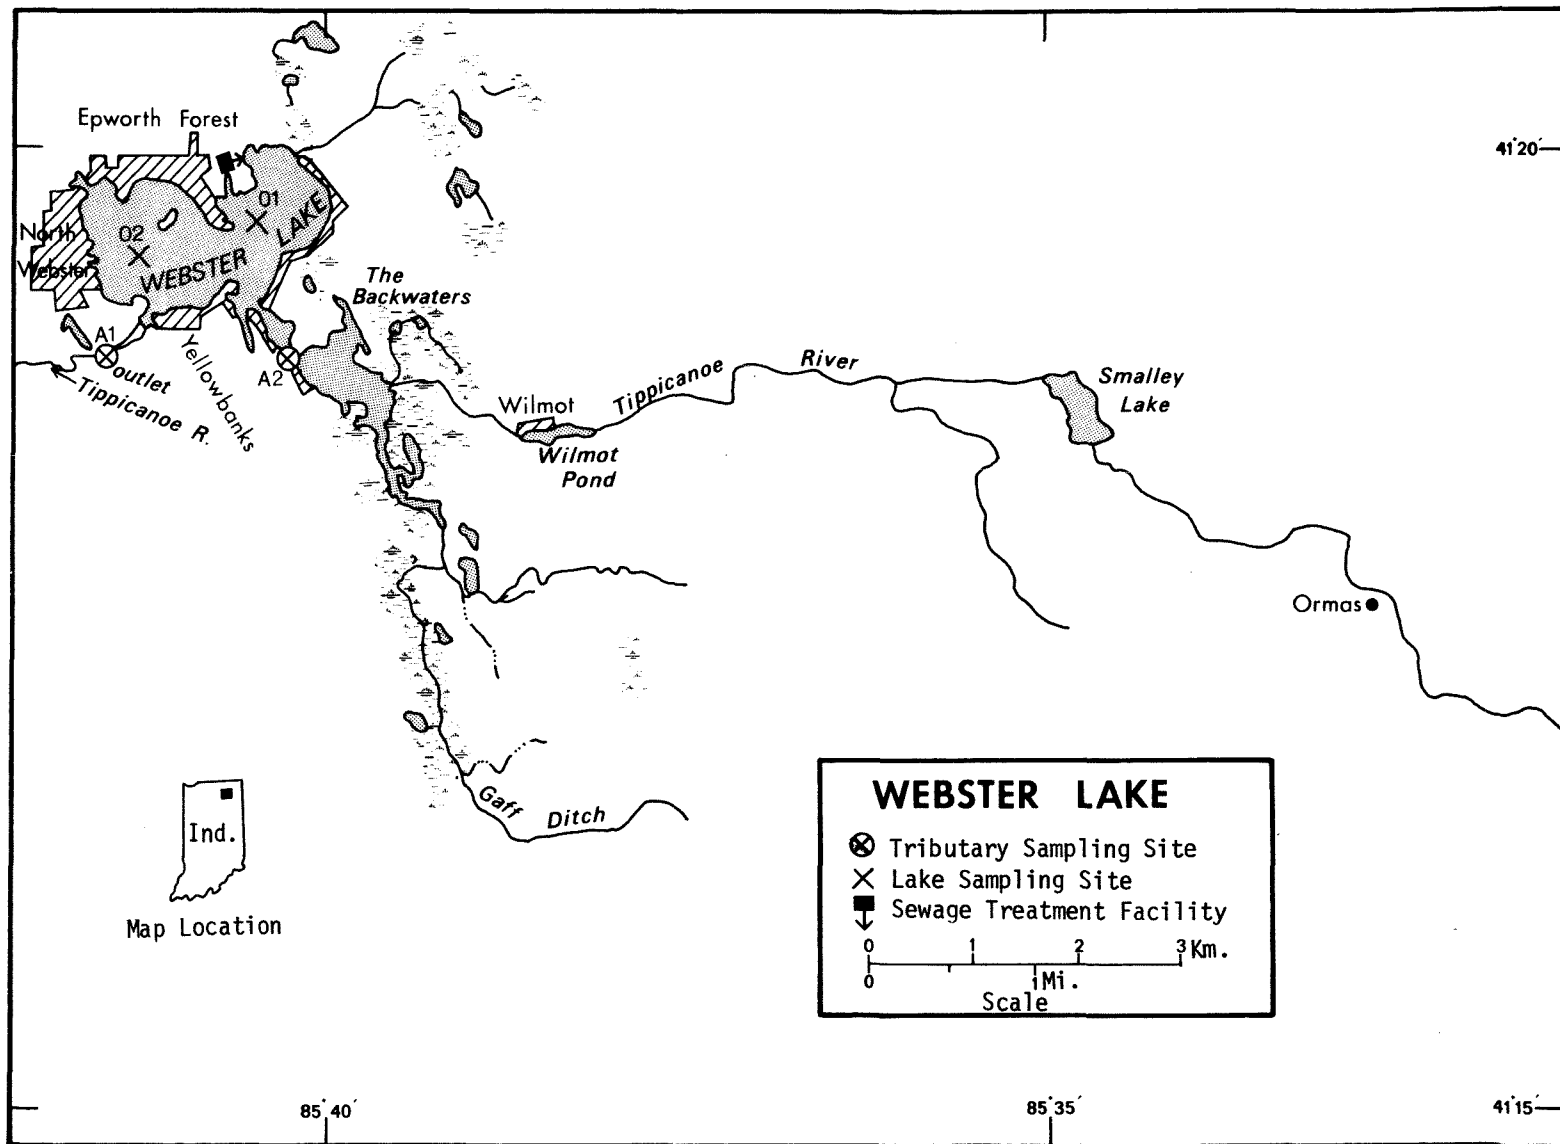 Epworth Forest
41°20'
01
02
North
Webster
WEBSTER LAKE
The
Backwaters
A1
outlet
Tippicanoe R.
Yellowbanks
A2
Wilmot
Wilmot
Pond
Tippicanoe River
Smalley
Lake
Ormas
Gaff Ditch
Ind.
Map Location
WEBSTER LAKE
Tributary Sampling Site
Lake Sampling Site
Sewage Treatment Facility
0 1 2 3 Km.
0 1 Mi.
Scale
85°40'
85°35'
41°15'